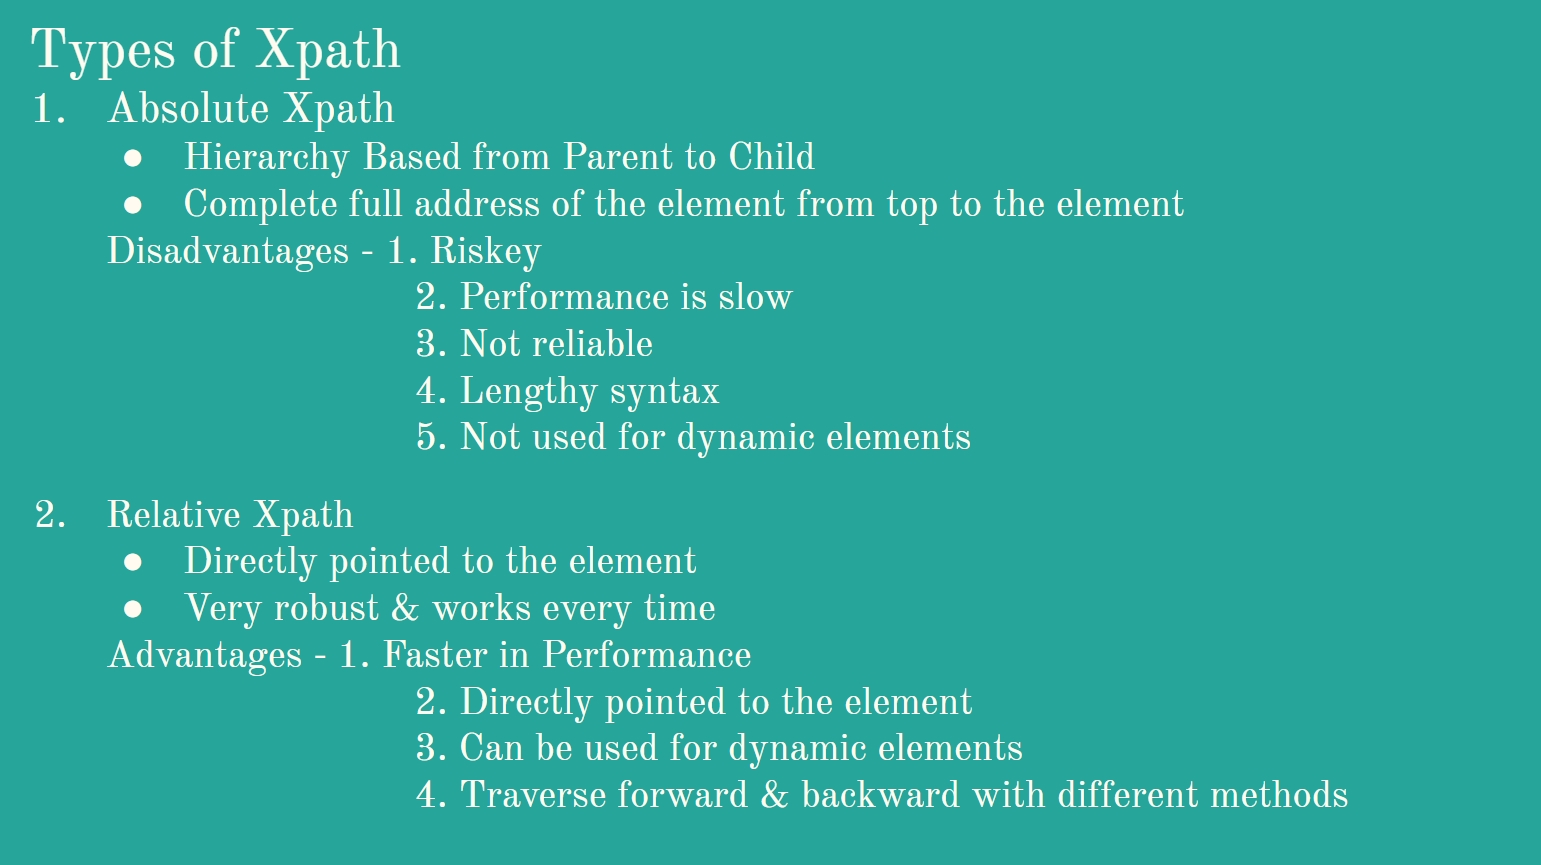 Types of Xpath
1. Absolute Xpath
● Hierarchy Based from Parent to Child
● Complete full address of the element from top to the element
Disadvantages - 1. Riskey
2. Performance is slow
3. Not reliable
4. Lengthy syntax
5. Not used for dynamic elements
2. Relative Xpath
● Directly pointed to the element
● Very robust & works every time
Advantages - 1. Faster in Performance
2. Directly pointed to the element
3. Can be used for dynamic elements
4. Traverse forward & backward with different methods